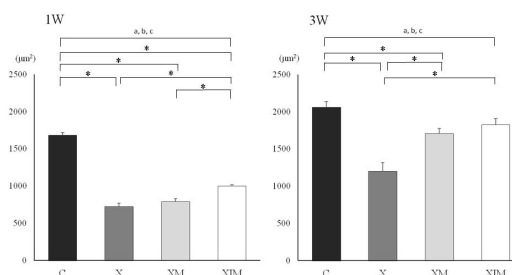 1W
a, b, c
*
* 
(μm²) * *
*
2500
2000
1500
1000
500
0
C X XM XIM
3W
a, b, c
*
(μm²) * *
*
2500
2000
1500
1000
500
0
C X XM XIM